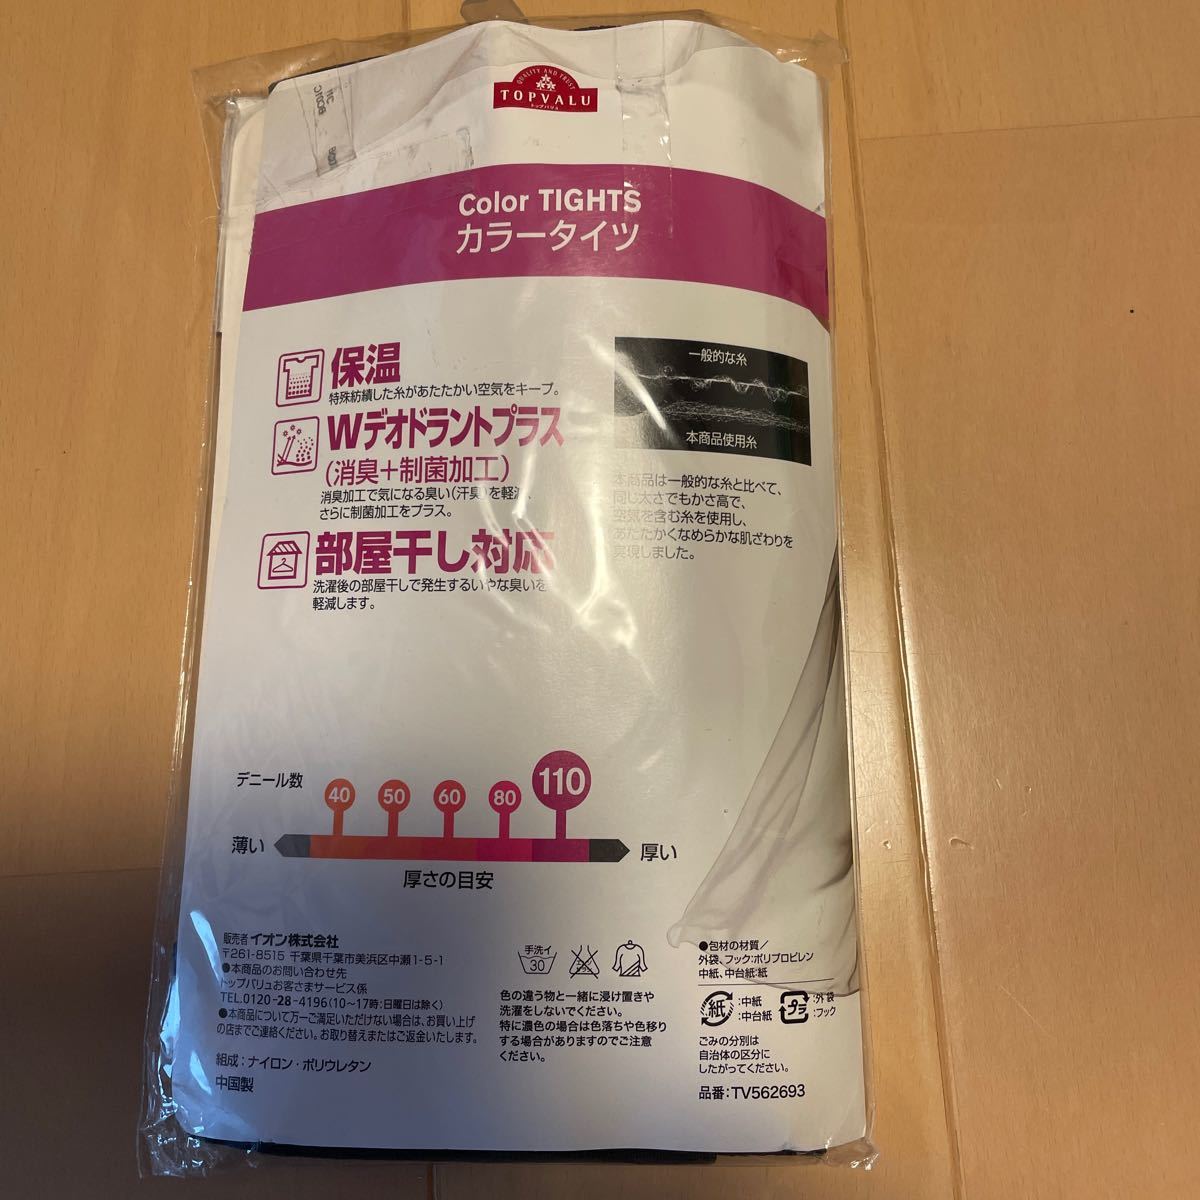 QUALITY AND TRUST
TOPVALU
トップバリュ
Color TIGHTS
カラータイツ
保温
特殊紡績した糸があたたかい空気をキープ。
Wデオドラントプラス
(消臭+制菌加工)
消臭加工で気になる臭い(汗臭)を軽減、
さらに制菌加工をプラス。
部屋干し対応
洗濯後の部屋干しで発生するいやな臭いを
軽減します。
一般的な糸
本商品使用糸
本商品は一般的な糸と比べて、
同じ太さでもかさ高で、
空気を含む糸を使用し、
あたたかくなめらかな肌ざわりを
実現しました。
デニール数
40 50 60 80 110
薄い 厚い
厚さの目安
販売者 イオン株式会社
〒261-8515 千葉県千葉市美浜区中瀬1-5-1
●本商品のお問い合わせ先
トップバリュお客さまサービス係
TEL.0120-28-4196(10~17時:日曜日は除く)
●本商品について万一ご満足いただけない場合は、お買い上げ
の店までご連絡ください。お取り替えまたはご返金いたします。
組成:ナイロン・ポリウレタン
中国製
手洗イ
30
色の違う物と一緒に浸け置きや
洗濯をしないでください。
特に濃色の場合は色落ちや色移り
する場合がありますのでご注意
ください。
●包材の材質/
外袋、フック:ポリプロピレン
中紙、中台紙:紙
紙 :中紙
:中台紙
プラ :外袋
:フック
ごみの分別は
自治体の区分に
したがってください。
品番:TV562693